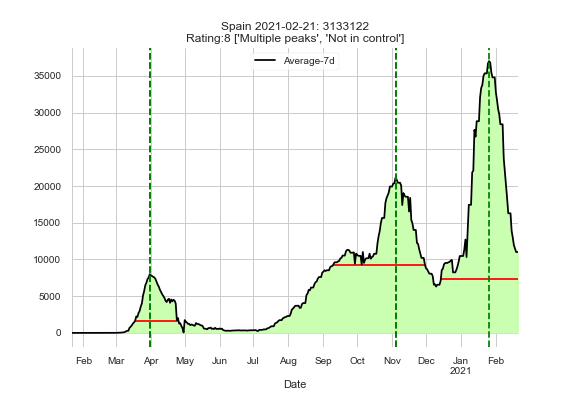 Spain 2021-02-21: 3133122
Rating:8 ['Multiple peaks', 'Not in control']
Average-7d
35000
30000
25000
20000
15000
10000
5000
0
Feb Mar Apr May Jun Jul Aug Sep Oct Nov Dec Jan Feb
2021
Date